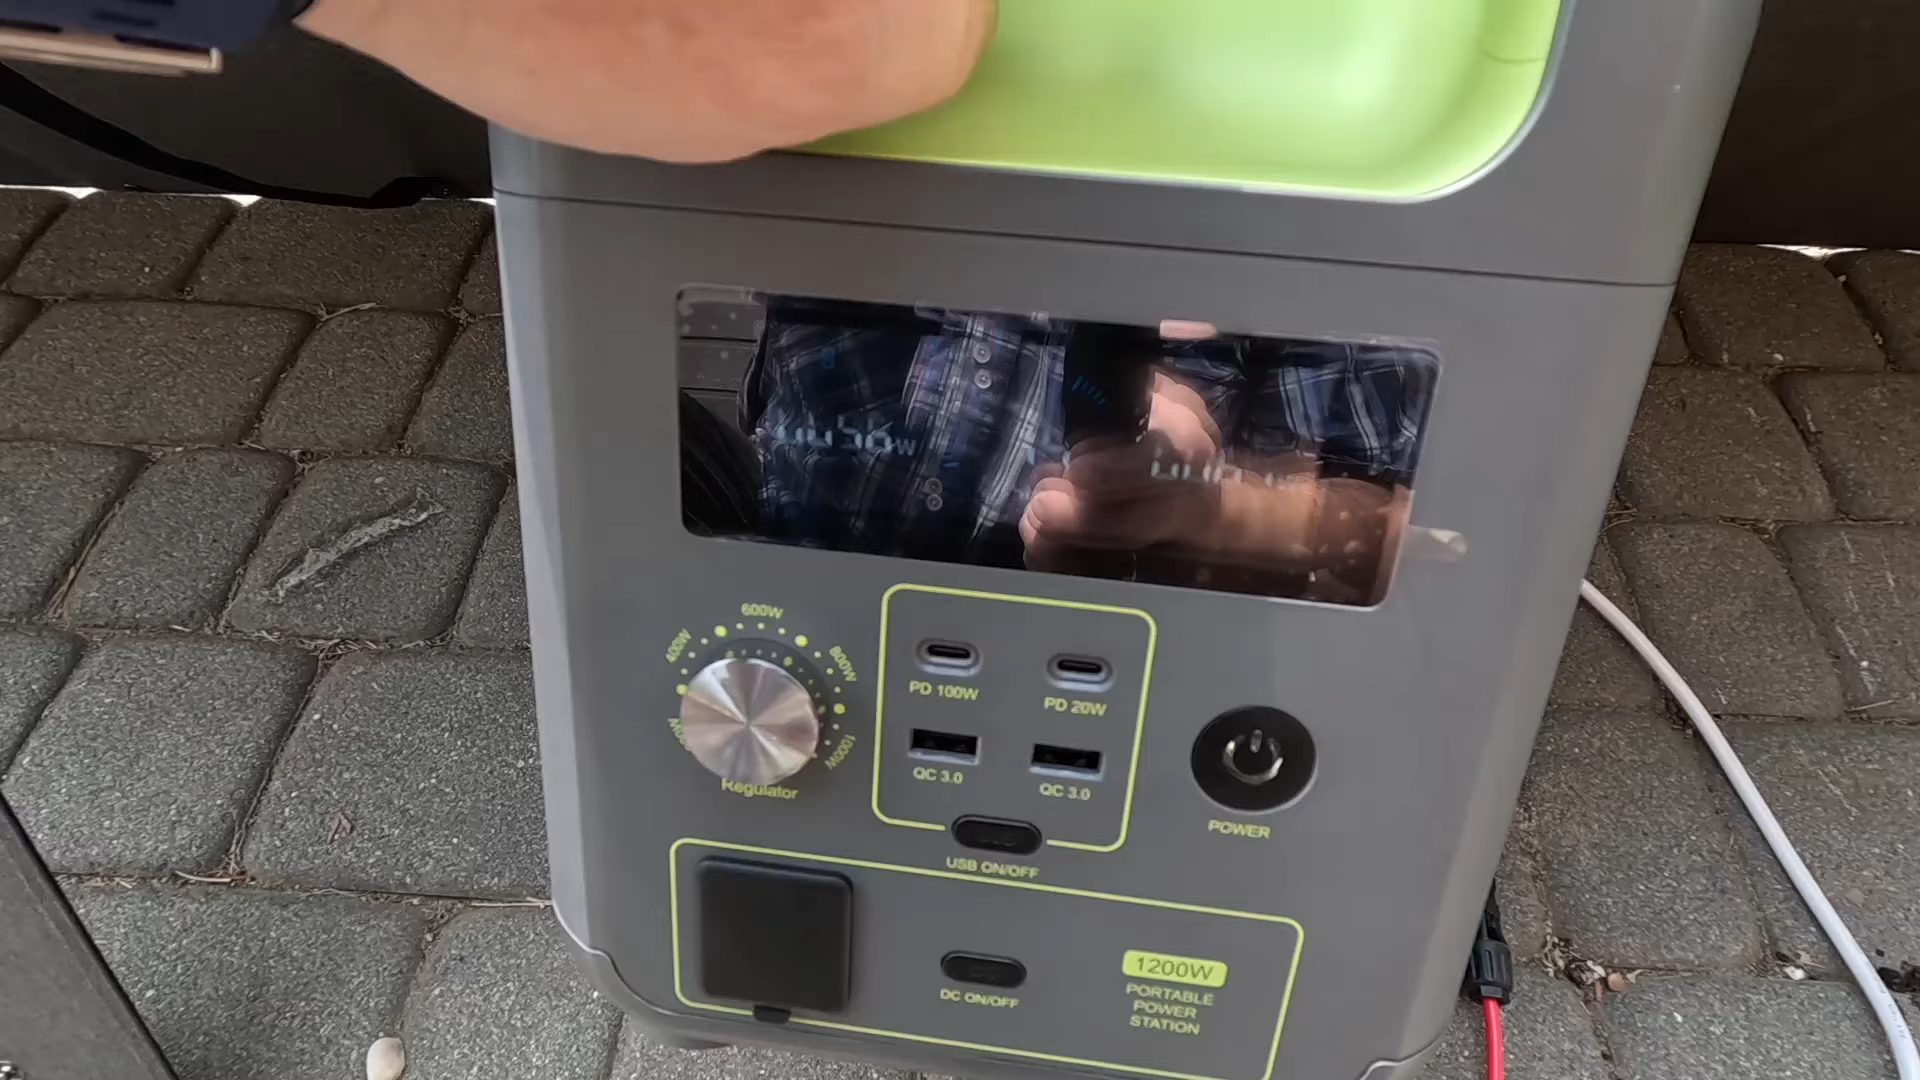 600W
400W
800W
1000W
Regulator
PD 100W
PD 20W
QC 3.0
QC 3.0
USB ON/OFF
POWER
DC ON/OFF
1200W
PORTABLE
POWER
STATION